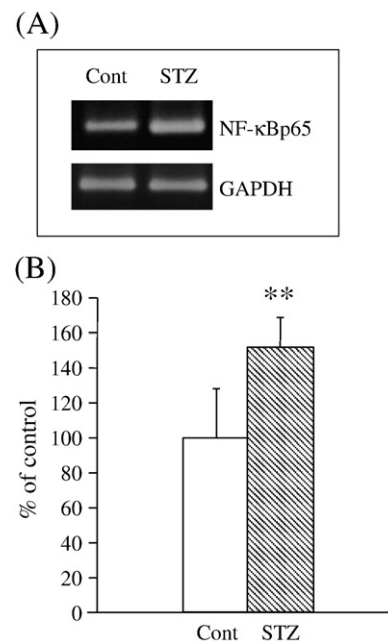 (A)
Cont STZ
NF-κBp65
GAPDH
(B)
**
180
160
140
120
100
80
60
40
20
0
% of control
Cont STZ